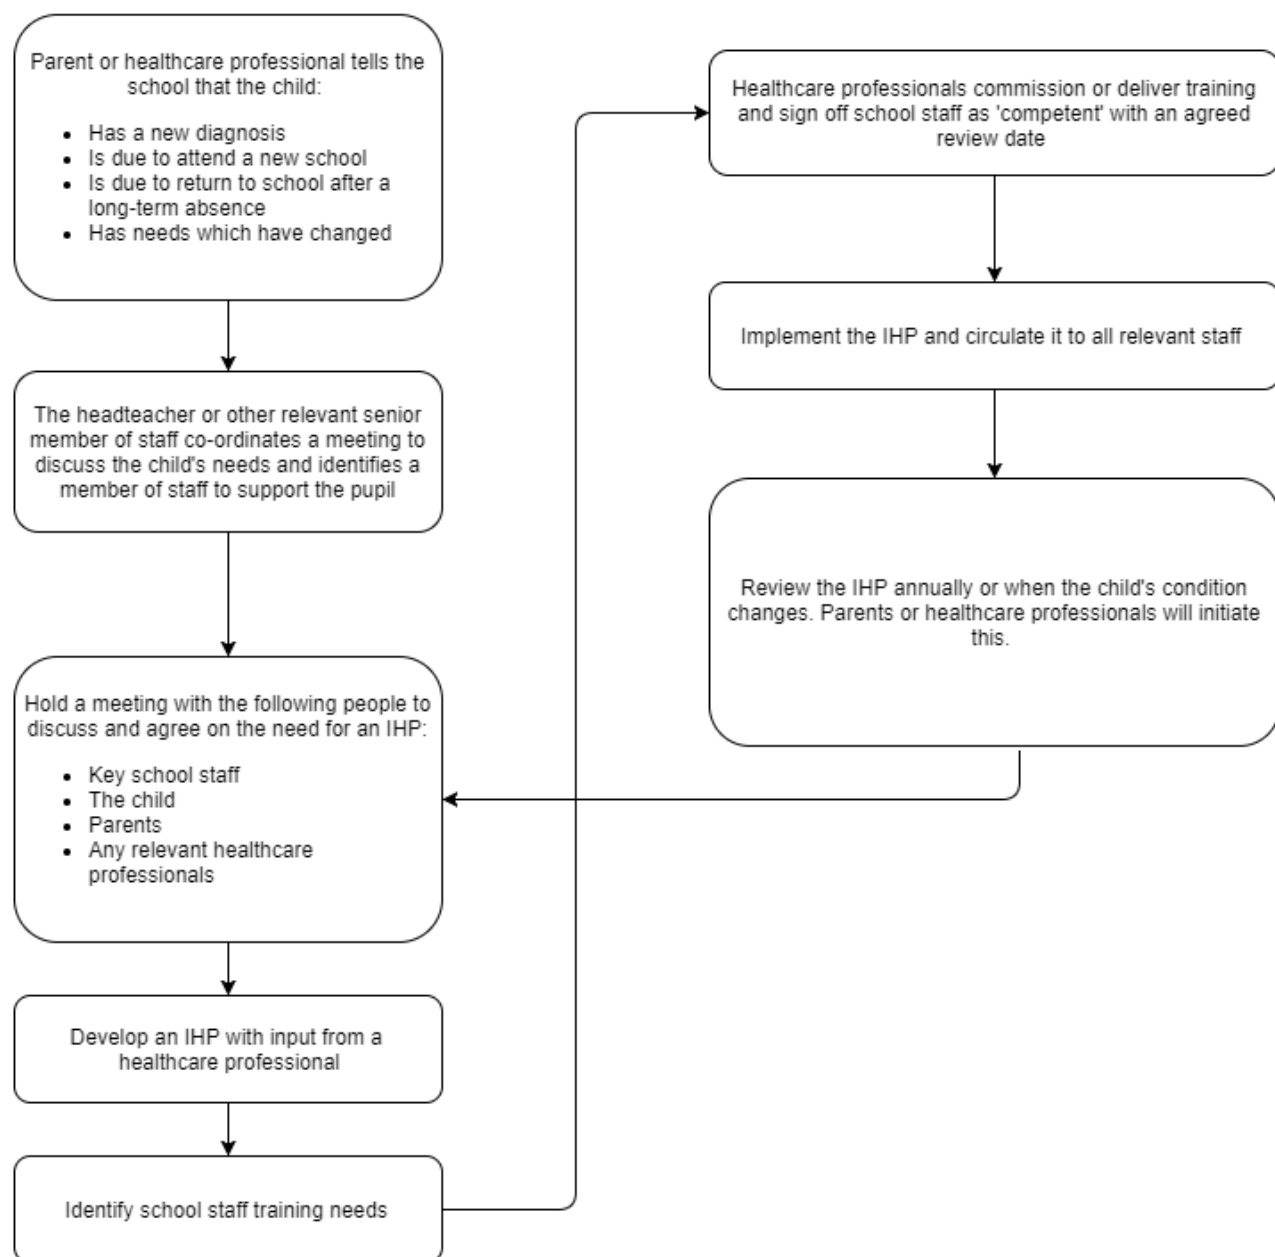 Parent or healthcare professional tells the
school that the child:
• Has a new diagnosis
• Is due to attend a new school
• Is due to return to school after a
long-term absence
• Has needs which have changed
The headteacher or other relevant senior
member of staff co-ordinates a meeting to
discuss the child's needs and identifies a
member of staff to support the pupil
Hold a meeting with the following people to
discuss and agree on the need for an IHP:
• Key school staff
• The child
• Parents
• Any relevant healthcare
professionals
Develop an IHP with input from a
healthcare professional
Identify school staff training needs
Healthcare professionals commission or deliver training
and sign off school staff as 'competent' with an agreed
review date
Implement the IHP and circulate it to all relevant staff
Review the IHP annually or when the child's condition
changes. Parents or healthcare professionals will initiate
this.